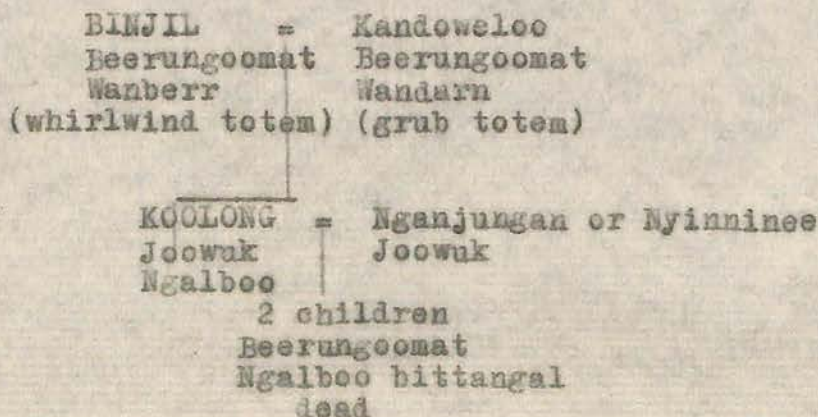 BINJIL = Kandoweloo
Beerungoomat Beerungoomat
Wanberr Wandarn
(whirlwind totem) (grub totem)
KOOLONG = Nganjungan or Nyinninee
Joowuk Joowuk
Ngalboo
2 children
Beerungoomat
Ngalboo bittangal
dead